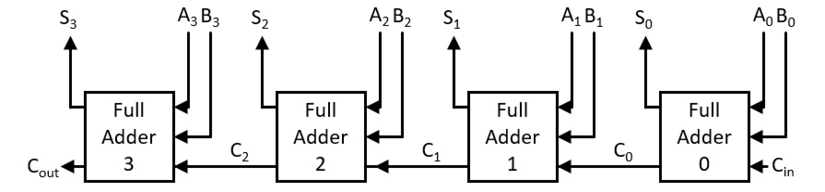 S₃ A₃ B₃ S₂ A₂ B₂ S₁ A₁ B₁ S₀ A₀ B₀
Full Adder 3
Full Adder 2
Full Adder 1
Full Adder 0
Cout C₂ C₁ C₀ Cin